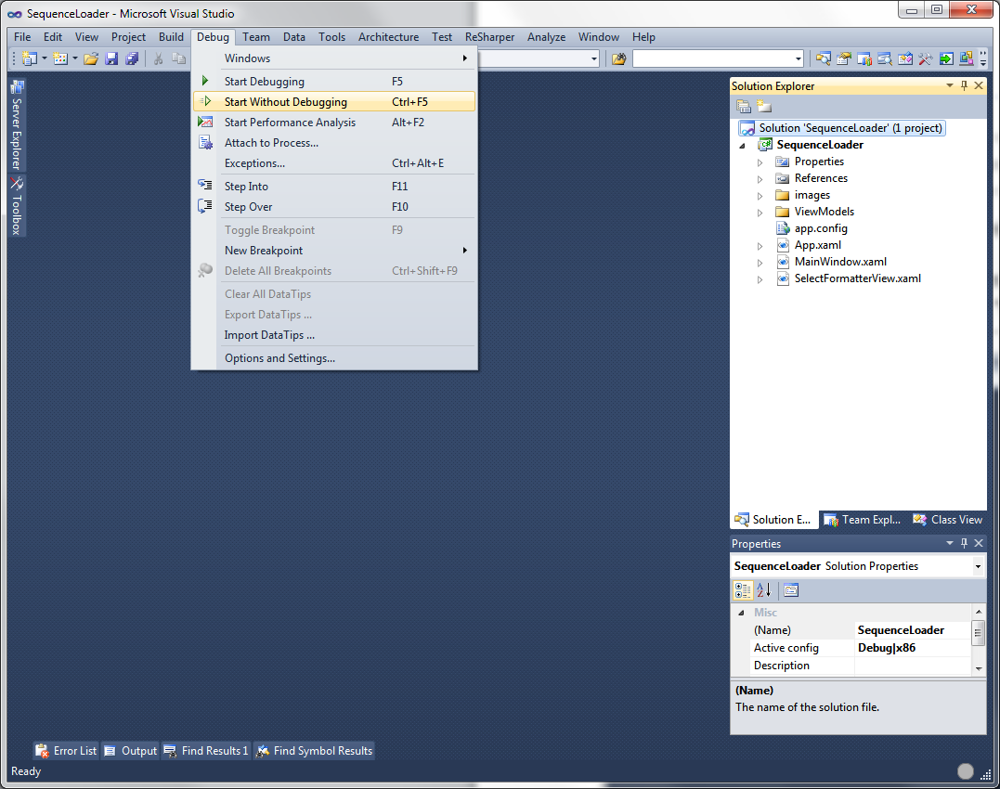 SequenceLoader - Microsoft Visual Studio
File Edit View Project Build Debug Team Data Tools Architecture Test ReSharper Analyze Window Help
Server Explorer
Toolbox
Windows
Start Debugging F5
Start Without Debugging Ctrl+F5
Start Performance Analysis Alt+F2
Attach to Process...
Exceptions... Ctrl+Alt+E
Step Into F11
Step Over F10
Toggle Breakpoint F9
New Breakpoint
Delete All Breakpoints Ctrl+Shift+F9
Clear All DataTips
Export DataTips ...
Import DataTips ...
Options and Settings...
Solution Explorer
Solution 'SequenceLoader' (1 project)
SequenceLoader
Properties
References
images
ViewModels
app.config
App.xaml
MainWindow.xaml
SelectFormatterView.xaml
Solution E... Team Expl... Class View
Properties
SequenceLoader Solution Properties
Misc
(Name) SequenceLoader
Active config Debug|x86
Description
(Name)
The name of the solution file.
Error List Output Find Results 1 Find Symbol Results
Ready